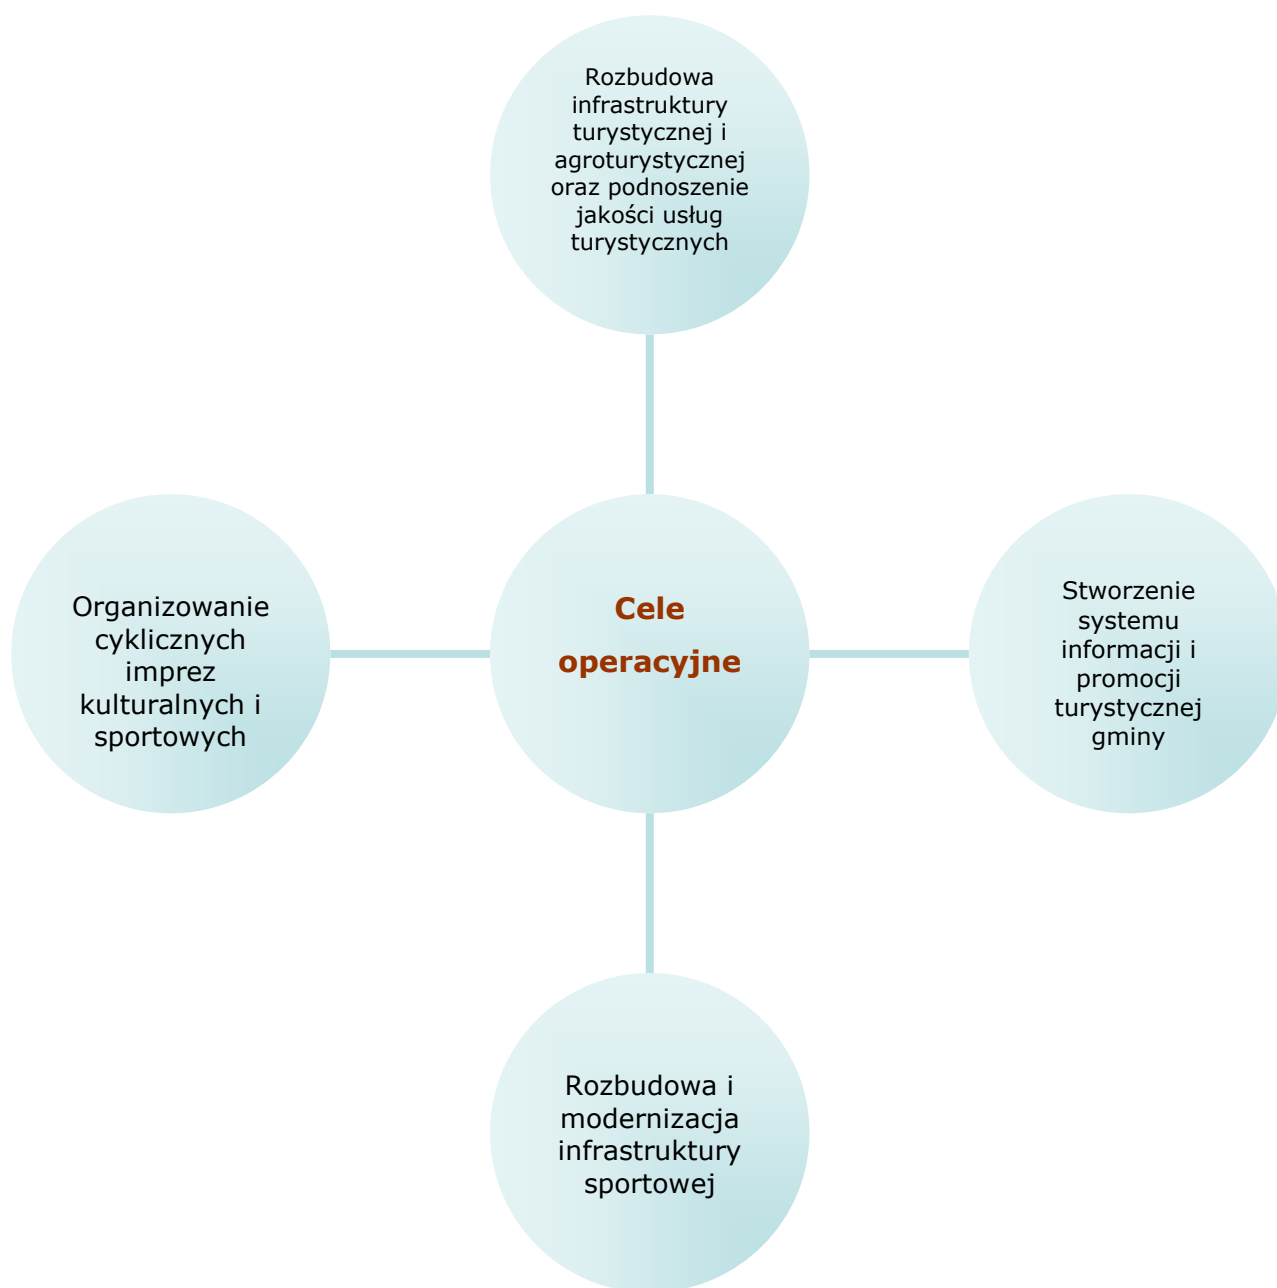 Rozbudowa
infrastruktury
turystycznej i
agroturystycznej
oraz podnoszenie
jakości usług
turystycznych
Organizowanie
cyklicznych
imprez
kulturalnych i
sportowych
Cele
operacyjne
Stworzenie
systemu
informacji i
promocji
turystycznej
gminy
Rozbudowa i
modernizacja
infrastruktury
sportowej